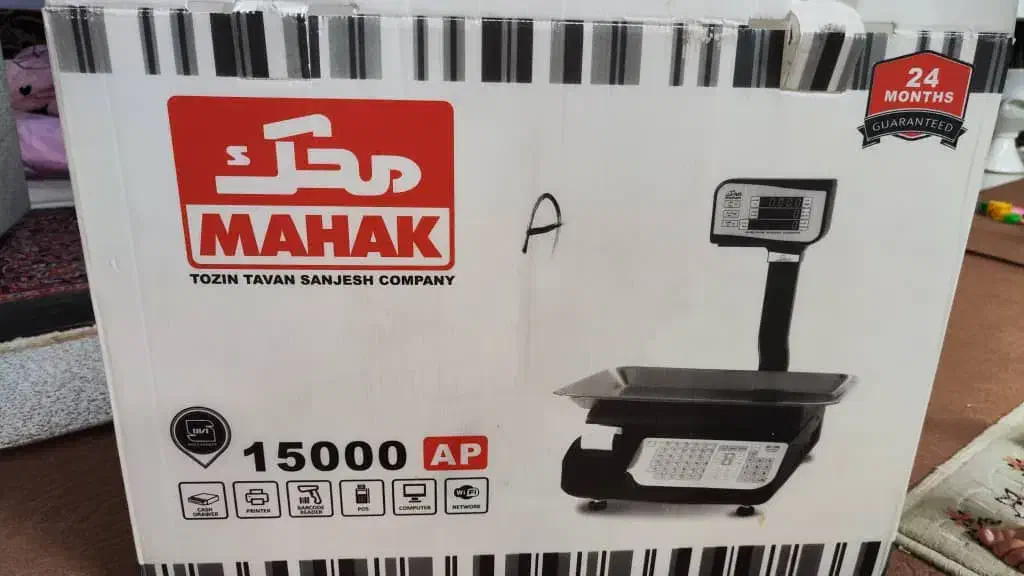 محک
MAHAK
TOZIN TAVAN SANJESH COMPANY
24
MONTHS
GUARANTEED
A
15000 AP
CASH DRAWER
PRINTER
BARCODE READER
POS
COMPUTER
WiFi
NETWORK